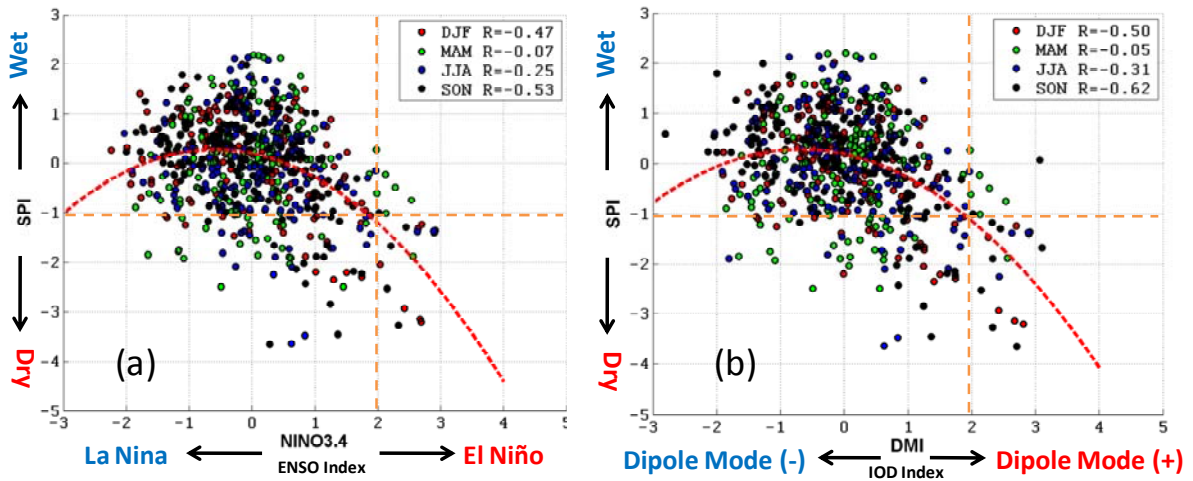 Wet
SPI
Dry
3
2
1
0
−1
−2
−3
−4
−5
DJF R=−0.47
MAM R=−0.07
JJA R=−0.25
SON R=−0.53
(a)
−3 −2 −1 0 1 2 3 4 5
NINO3.4
La Nina
ENSO Index
El Niño
Wet
SPI
Dry
3
2
1
0
−1
−2
−3
−4
−5
DJF R=−0.50
MAM R=−0.05
JJA R=−0.31
SON R=−0.62
(b)
−3 −2 −1 0 1 2 3 4 5
DMI
Dipole Mode (-)
IOD Index
Dipole Mode (+)